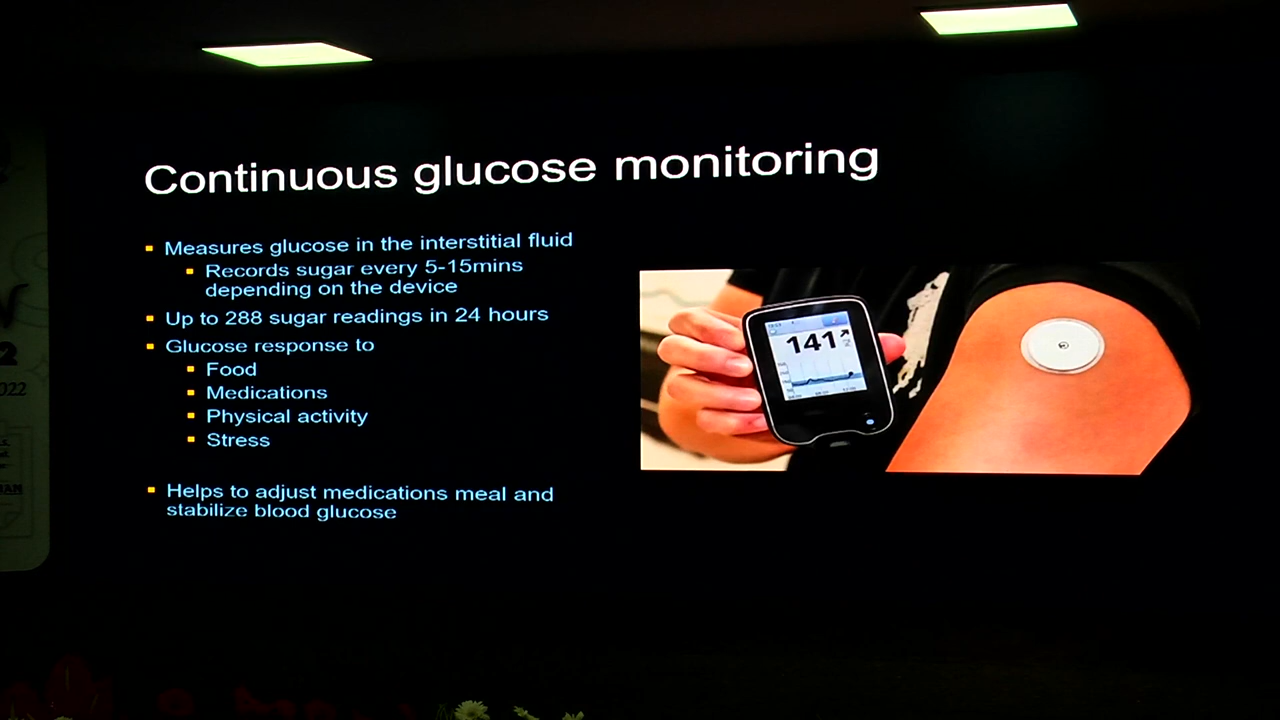 Continuous glucose monitoring
Measures glucose in the interstitial fluid
Records sugar every 5-15mins
depending on the device
Up to 288 sugar readings in 24 hours
Glucose response to
Food
Medications
Physical activity
Stress
Helps to adjust medications meal and
stabilize blood glucose
141
2
2022